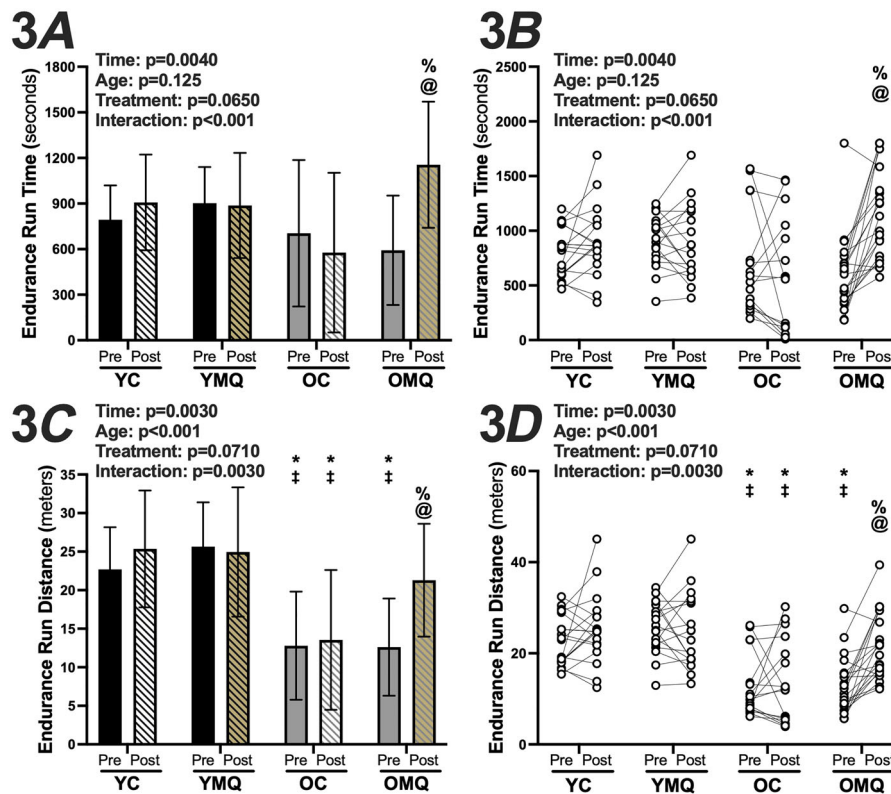 3A
Time: p=0.0040
Age: p=0.125
Treatment: p=0.0650
Interaction: p<0.001
Endurance Run Time (seconds)
1800
1500
1200
900
600
300
0
%
@
Pre Post Pre Post Pre Post Pre Post
YC YMQ OC OMQ
3B
Time: p=0.0040
Age: p=0.125
Treatment: p=0.0650
Interaction: p<0.001
Endurance Run Time (seconds)
2500
2000
1500
1000
500
0
%
@
Pre Post Pre Post Pre Post Pre Post
YC YMQ OC OMQ
3C
Time: p=0.0030
Age: p<0.001
Treatment: p=0.0710
Interaction: p=0.0030
Endurance Run Distance (meters)
35
30
25
20
15
10
5
0
* * *
‡ ‡ ‡
%
@
Pre Post Pre Post Pre Post Pre Post
YC YMQ OC OMQ
3D
Time: p=0.0030
Age: p<0.001
Treatment: p=0.0710
Interaction: p=0.0030
Endurance Run Distance (meters)
60
40
20
0
* * *
‡ ‡ ‡
%
@
Pre Post Pre Post Pre Post Pre Post
YC YMQ OC OMQ